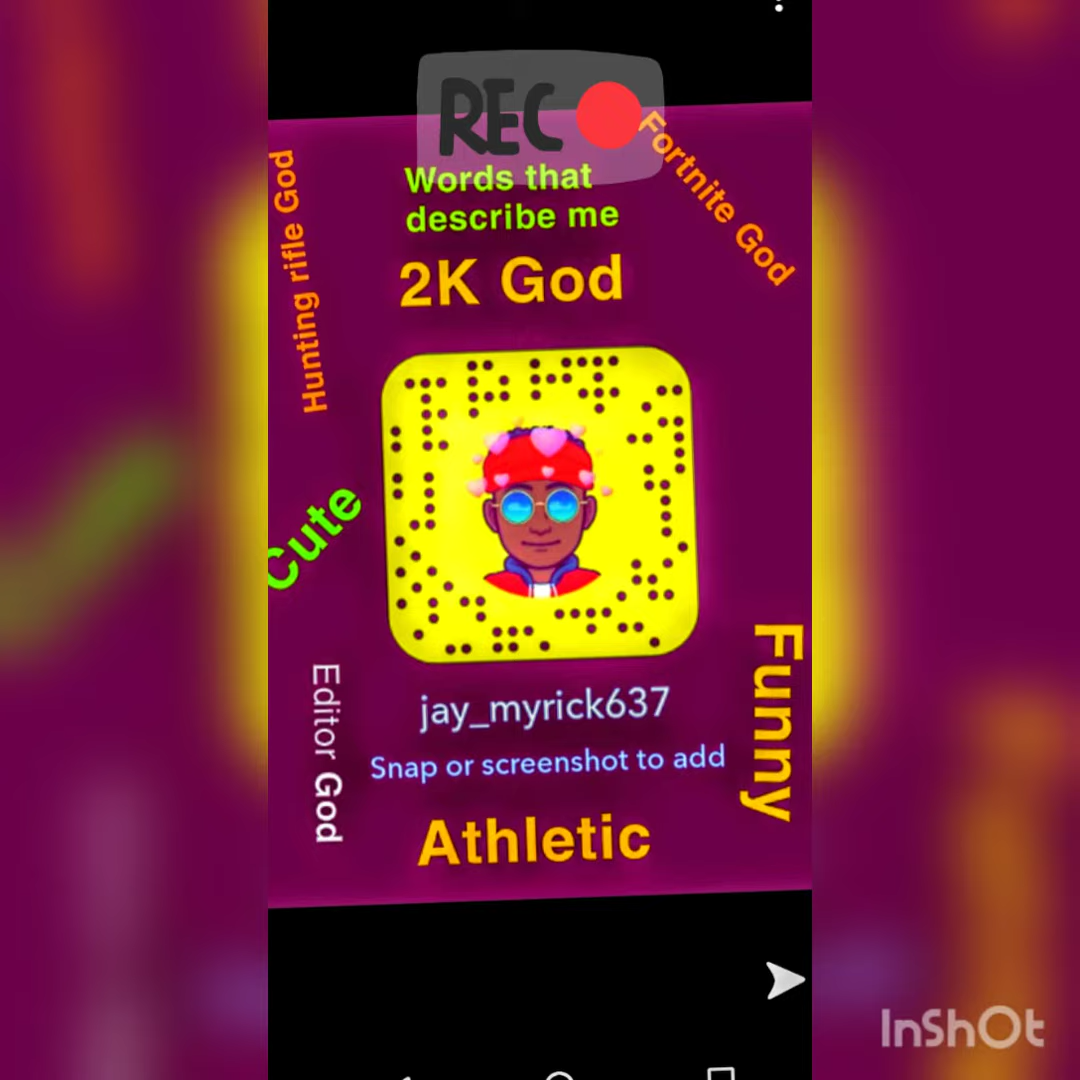 REC
Words that
describe me
Fortnite God
Hunting rifle God
2K God
Cute
jay_myrick637
Snap or screenshot to add
Editor God
Funny
Athletic
InShOt